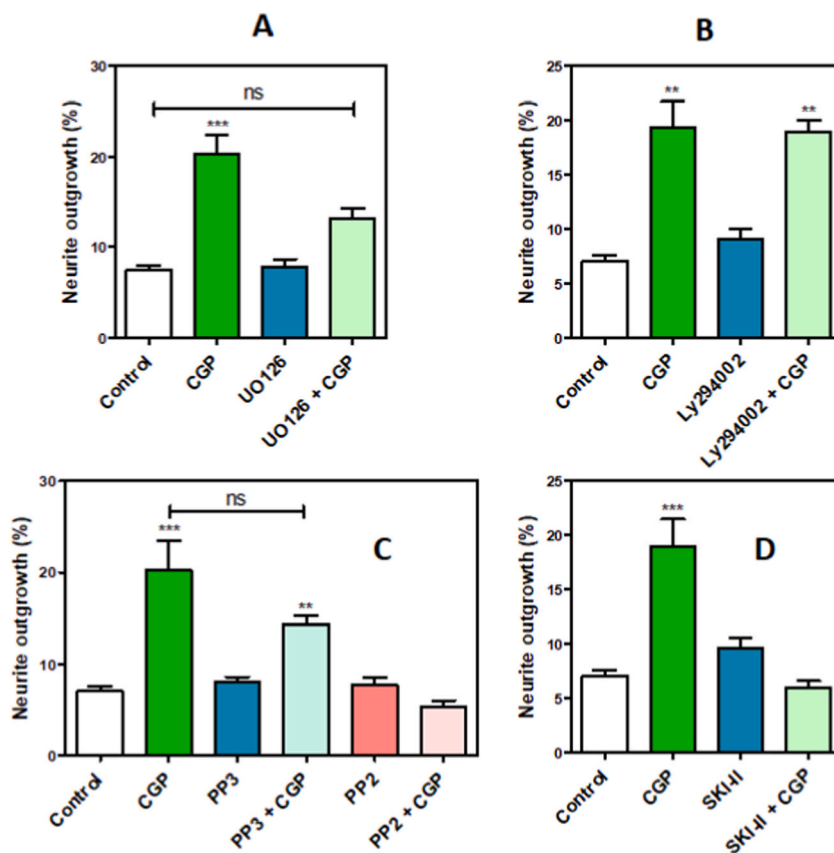 A
Neurite outgrowth (%)
30
20
10
0
ns
***
Control
CGP
UO126
UO126 + CGP
B
Neurite outgrowth (%)
25
20
15
10
5
0
**
**
Control
CGP
Ly294002
Ly294002 + CGP
C
Neurite outgrowth (%)
30
20
10
0
ns
***
**
Control
CGP
PP3
PP3 + CGP
PP2
PP2 + CGP
D
Neurite outgrowth (%)
25
20
15
10
5
0
***
Control
CGP
SKI-II
SKI-II + CGP